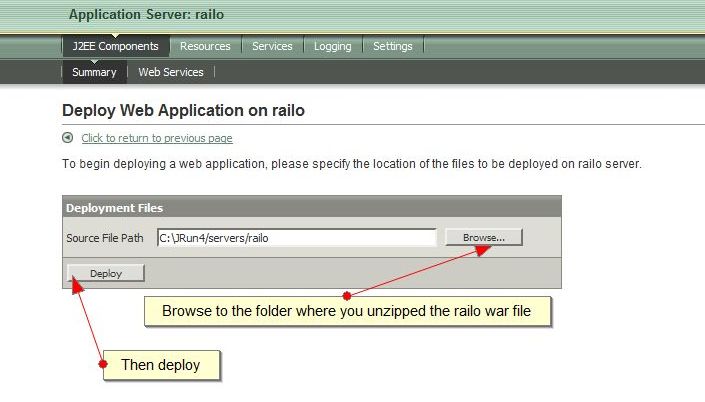 Application Server: railo
J2EE Components Resources Services Logging Settings
Summary Web Services
Deploy Web Application on railo
Click to return to previous page
To begin deploying a web application, please specify the location of the files to be deployed on railo server.
Deployment Files
Source File Path C:\JRun4/servers/railo Browse...
Deploy
Browse to the folder where you unzipped the railo war file
Then deploy